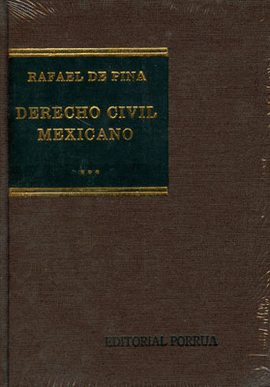 RAFAEL DE PINA
DERECHO CIVIL
MEXICANO
***
EDITORIAL PORRUA